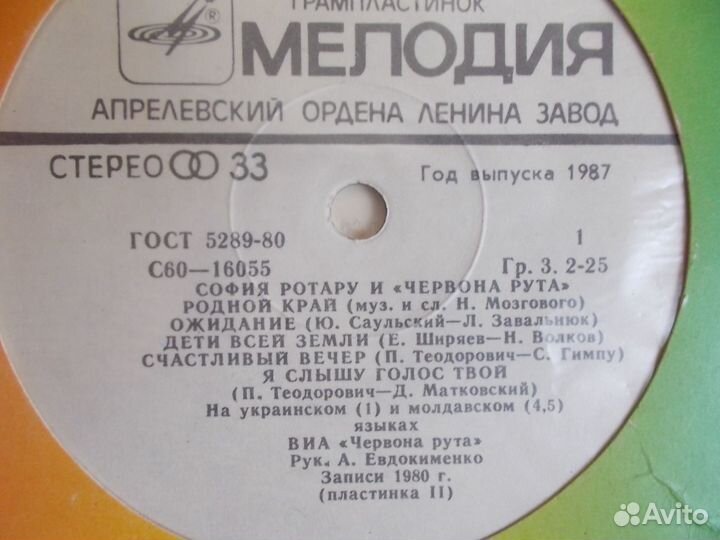 ГРАМПЛАСТИНОК
®
МЕЛОДИЯ
АПРЕЛЕВСКИЙ ОРДЕНА ЛЕНИНА ЗАВОД
СТЕРЕО 33
Год выпуска 1987
ГОСТ 5289-80 1
С60—16055 Гр. 3. 2-25
СОФИЯ РОТАРУ И «ЧЕРВОНА РУТА»
РОДНОЙ КРАЙ (муз. и сл. Н. Мозгового)
ОЖИДАНИЕ (Ю. Саульский—Л. Завальнюк)
ДЕТИ ВСЕЙ ЗЕМЛИ (Е. Ширяев—Н. Волков)
СЧАСТЛИВЫЙ ВЕЧЕР (П. Теодорович—С. Гимпу)
Я СЛЫШУ ГОЛОС ТВОЙ
(П. Теодорович—Д. Матковский)
На украинском (1) и молдавском (4,5)
языках
ВИА «Червона рута»
Рук. А. Евдокименко
Записи 1980 г.
(пластинка II)
Avito